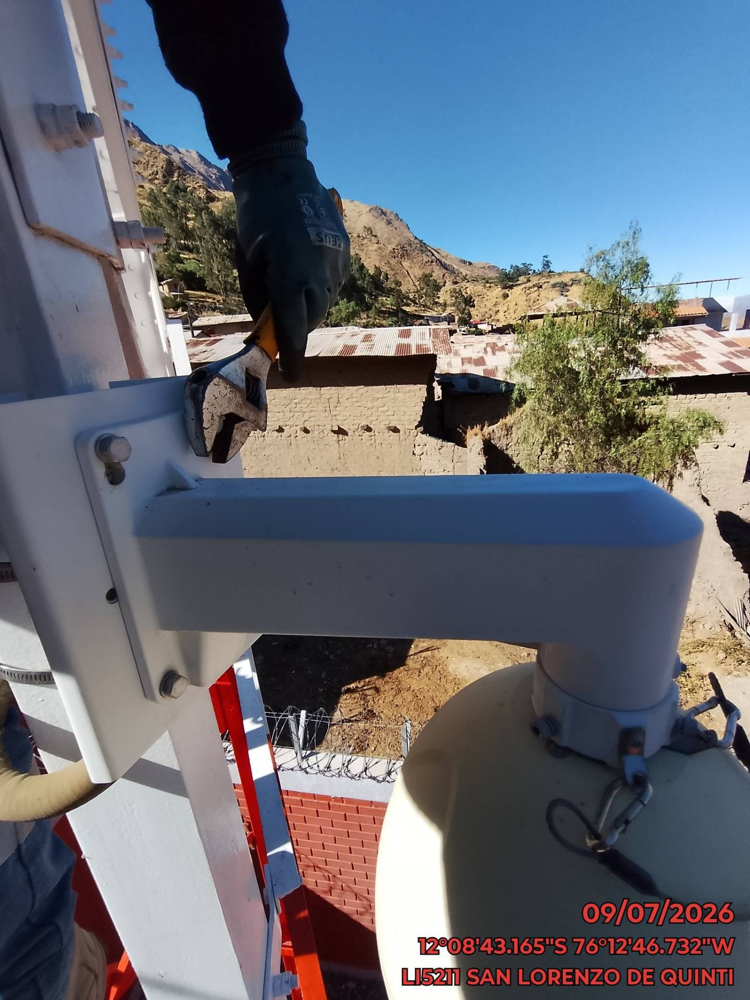 ZEUS
09/07/2026
12°08'43.165"S 76°12'46.732"W
LI5211 SAN LORENZO DE QUINTI